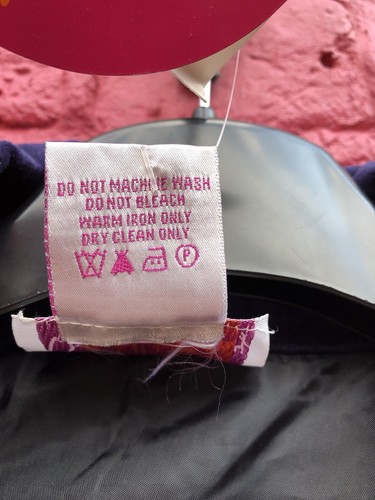 DO NOT MACHINE WASH
DO NOT BLEACH
WARM IRON ONLY
DRY CLEAN ONLY
P